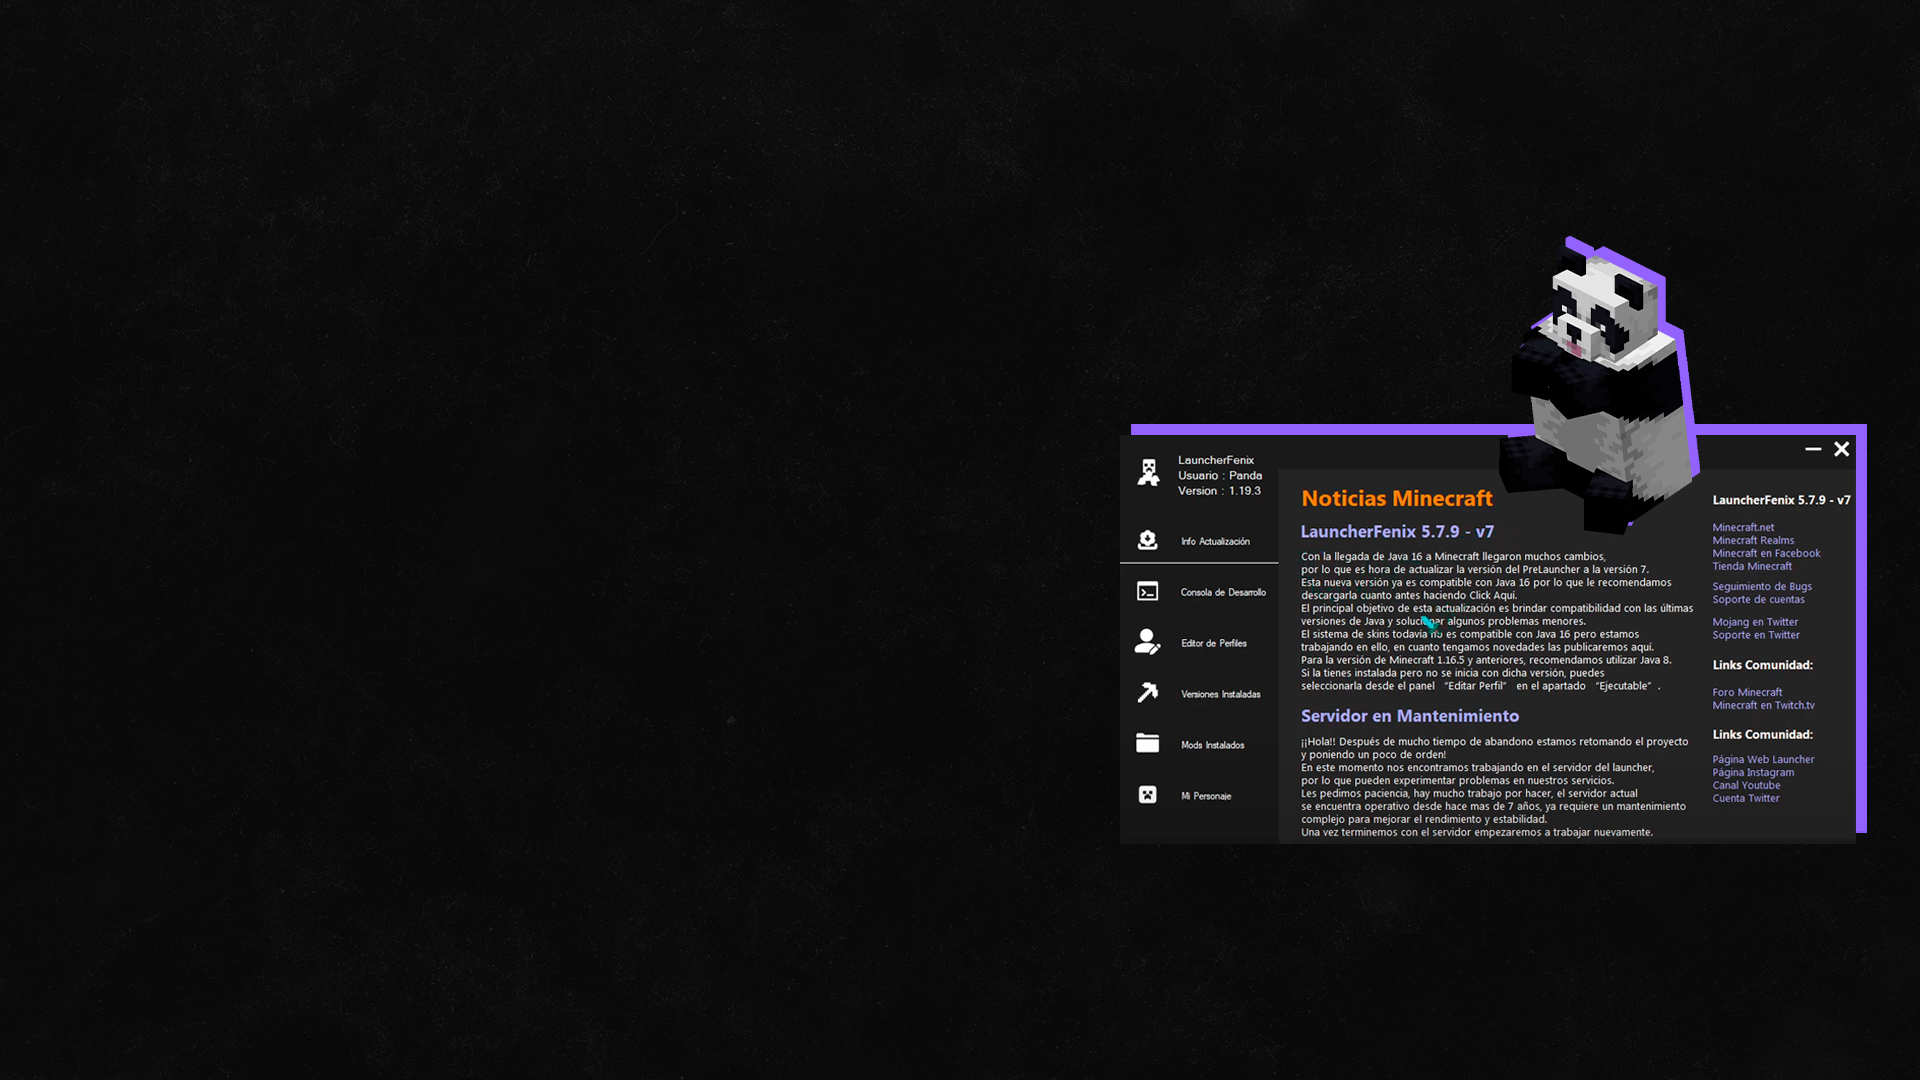 LauncherFenix
Usuario : Panda
Version : 1.19.3
Info Actualización
Consola de Desarrollo
Editor de Perfiles
Versiones Instaladas
Mods Instalados
Mi Personaje
Noticias Minecraft
LauncherFenix 5.7.9 - v7
Con la llegada de Java 16 a Minecraft llegaron muchos cambios,
por lo que es hora de actualizar la versión del PreLauncher a la versión 7.
Esta nueva versión ya es compatible con Java 16 por lo que le recomendamos
descargarla cuanto antes haciendo Click Aquí.
El principal objetivo de esta actualización es brindar compatibilidad con las últimas
versiones de Java y solucionar algunos problemas menores.
El sistema de skins todavía no es compatible con Java 16 pero estamos
trabajando en ello, en cuanto tengamos novedades las publicaremos aquí.
Para la versión de Minecraft 1.16.5 y anteriores, recomendamos utilizar Java 8.
Si la tienes instalada pero no se inicia con dicha versión, puedes
seleccionarla desde el panel “Editar Perfil” en el apartado “Ejecutable” .
Servidor en Mantenimiento
¡¡Hola!! Después de mucho tiempo de abandono estamos retomando el proyecto
y poniendo un poco de orden!
En este momento nos encontramos trabajando en el servidor del launcher,
por lo que pueden experimentar problemas en nuestros servicios.
Les pedimos paciencia, hay mucho trabajo por hacer, el servidor actual
se encuentra operativo desde hace mas de 7 años, ya requiere un mantenimiento
complejo para mejorar el rendimiento y estabilidad.
Una vez terminemos con el servidor empezaremos a trabajar nuevamente.
LauncherFenix 5.7.9 - v7
Minecraft.net
Minecraft Realms
Minecraft en Facebook
Tienda Minecraft
Seguimiento de Bugs
Soporte de cuentas
Mojang en Twitter
Soporte en Twitter
Links Comunidad:
Foro Minecraft
Minecraft en Twitch.tv
Links Comunidad:
Página Web Launcher
Página Instagram
Canal Youtube
Cuenta Twitter